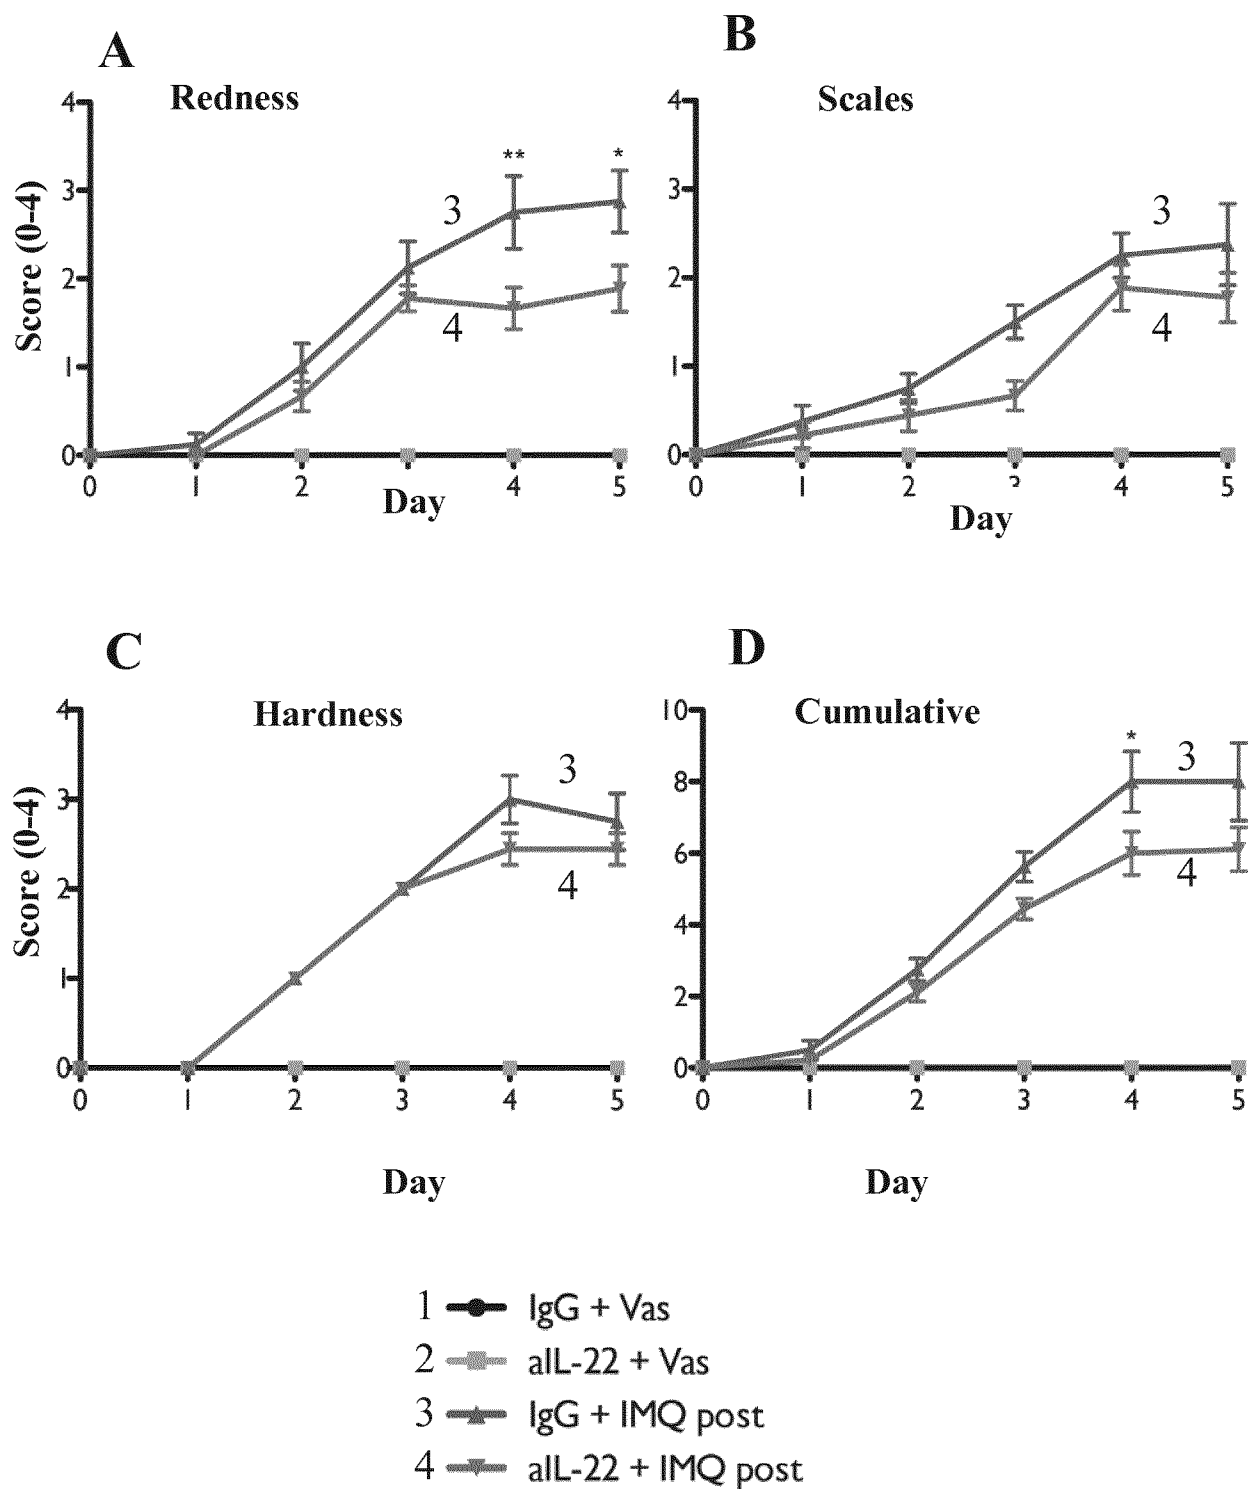 A
Redness
4
3
2
1
0
Score (0-4)
** *
3
4
0 1 2 4 5
Day
B
Scales
4
3
2
1
0
3
4
0 1 2 3 4 5
Day
C
Hardness
4
3
2
1
0
Score (0-4)
3
4
0 1 2 3 4 5
Day
D
Cumulative
10
8
6
4
2
0
*
3
4
0 1 2 3 4 5
Day
1 IgG + Vas
2 aIL-22 + Vas
3 IgG + IMQ post
4 aIL-22 + IMQ post